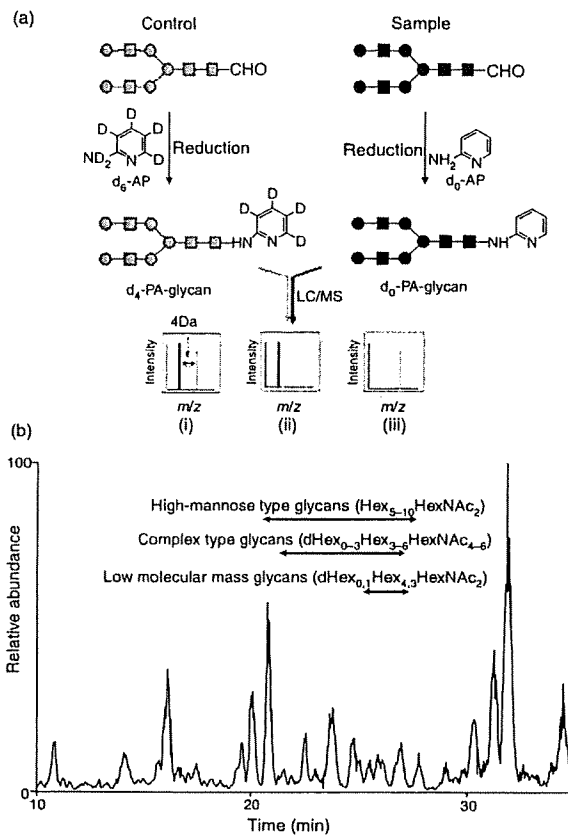 (a)
Control
Sample
CHO
CHO
D
D
D
ND₂
N
D
d₆-AP
Reduction
Reduction
NH₂
N
d₀-AP
D
D
D
HN
N
D
NH
N
d₄-PA-glycan
d₀-PA-glycan
LC/MS
4Da
Intensity
Intensity
Intensity
m/z
m/z
m/z
(i)
(ii)
(iii)
(b)
100
High-mannose type glycans (Hex₅₋₁₀HexNAc₂)
Complex type glycans (dHex₀₋₃Hex₃₋₆HexNAc₄₋₆)
Low molecular mass glycans (dHex₀,₁Hex₄,₃HexNAc₂)
Relative abundance
0
10
20
30
Time (min)